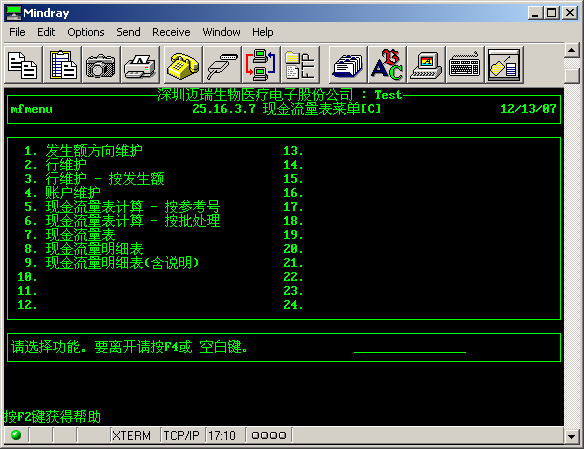 Mindray
File Edit Options Send Receive Window Help
深圳迈瑞生物医疗电子股份公司 : Test
mfmenu 25.16.3.7 现金流量表菜单[C] 12/13/07
1. 发生额方向维护 13.
2. 行维护 14.
3. 行维护 - 按发生额 15.
4. 账户维护 16.
5. 现金流量表计算 - 按参考号 17.
6. 现金流量表计算 - 按批处理 18.
7. 现金流量表 19.
8. 现金流量明细表 20.
9. 现金流量明细表(含说明) 21.
10. 22.
11. 23.
12. 24.
请选择功能。要离开请按F4或 空白键。
按F2键获得帮助
XTERM TCP/IP 17:10